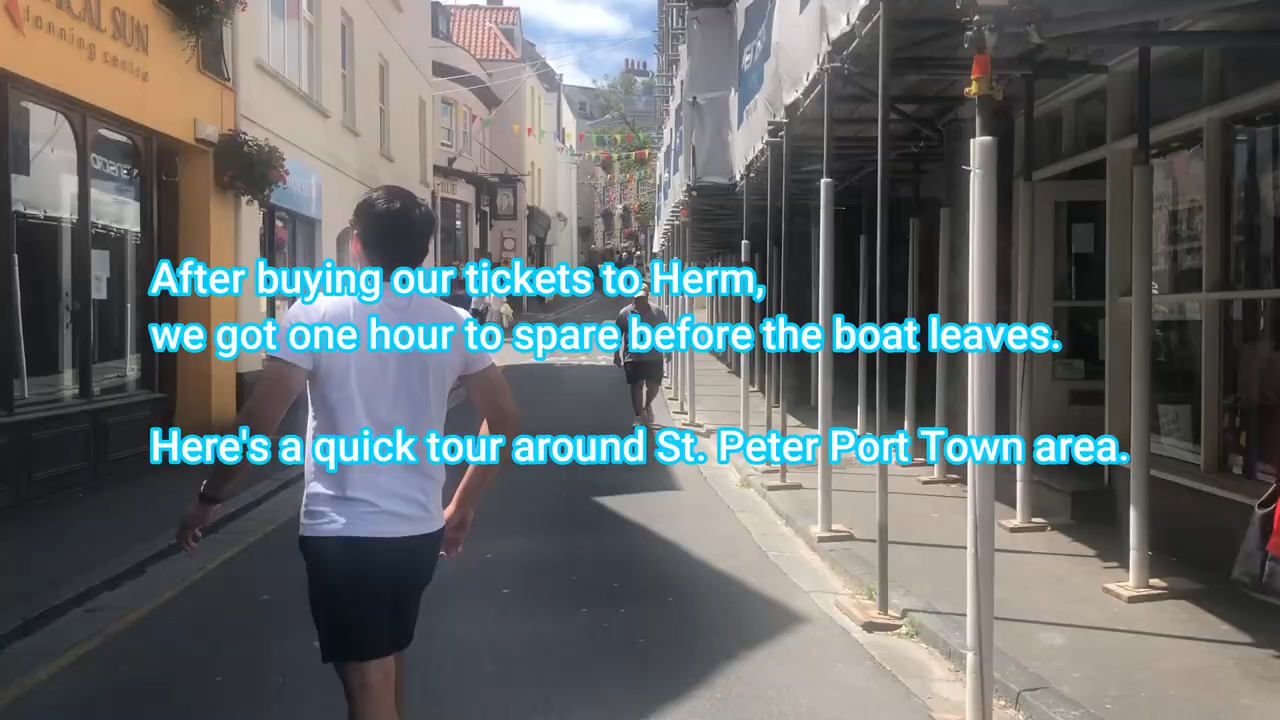 ICAL SUN
tanning centre
After buying our tickets to Herm,
we got one hour to spare before the boat leaves.
Here's a quick tour around St. Peter Port Town area.